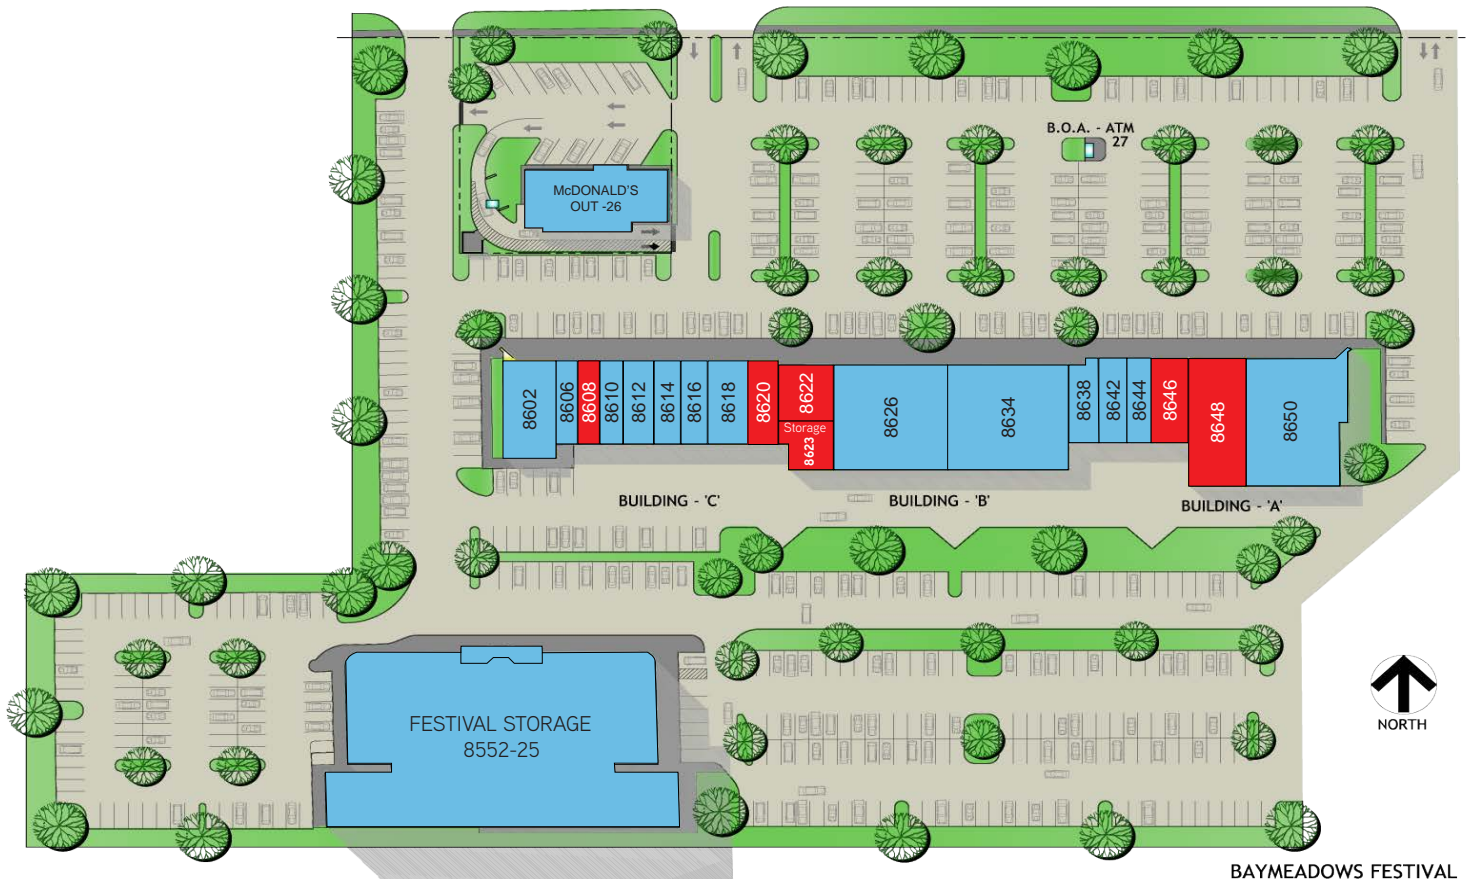 B.O.A. - ATM
27
McDONALD'S
OUT -26
8602
8606
8608
8610
8612
8614
8616
8618
8620
8622
Storage
8623
8626
8634
8638
8642
8644
8646
8648
8650
BUILDING - 'C'
BUILDING - 'B'
BUILDING - 'A'
FESTIVAL STORAGE
8552-25
NORTH
BAYMEADOWS FESTIVAL